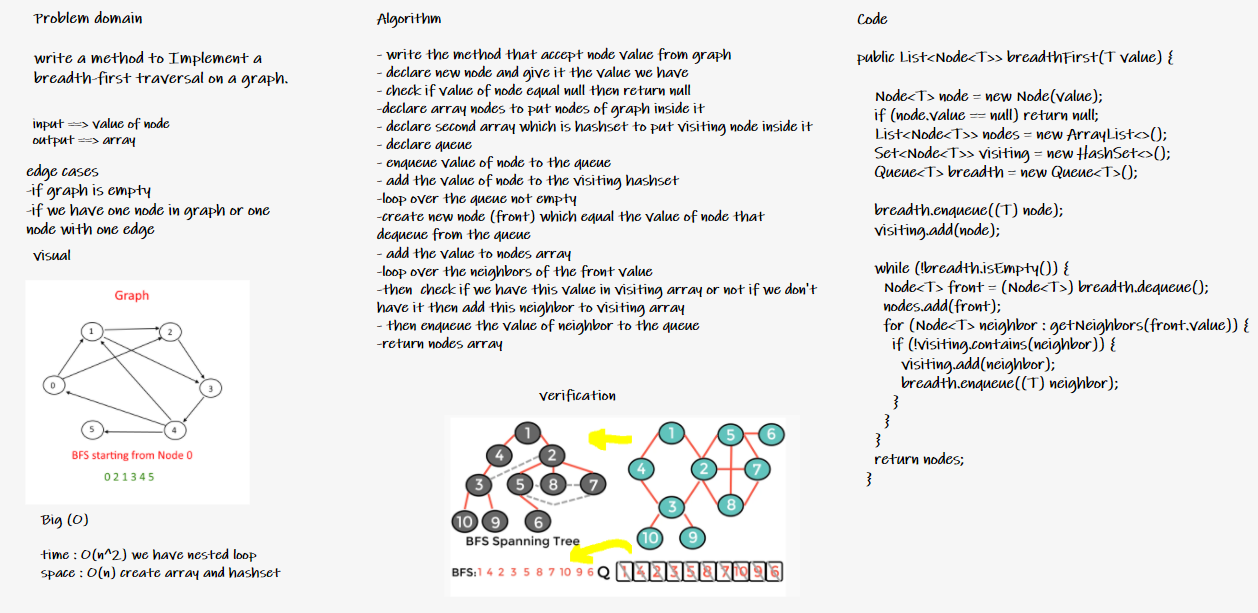 Problem domain
write a method to Implement a
breadth-first traversal on a graph.
input ==> value of node
output ==> array
edge cases
-if graph is empty
-if we have one node in graph or one
node with one edge
visual
Graph
1
2
0
3
5
4
BFS starting from Node 0
0 2 1 3 4 5
Big (O)
time : O(n^2) we have nested loop
space : O(n) create array and hashset
Algorithm
- write the method that accept node value from graph
- declare new node and give it the value we have
- check if value of node equal null then return null
-declare array nodes to put nodes of graph inside it
- declare second array which is hashset to put visiting node inside it
- declare queue
- enqueue value of node to the queue
- add the value of node to the visiting hashset
-loop over the queue not empty
-create new node (front) which equal the value of node that
dequeue from the queue
- add the value to nodes array
-loop over the neighbors of the front value
-then check if we have this value in visiting array or not if we don't
have it then add this neighbor to visiting array
- then enqueue the value of neighbor to the queue
-return nodes array
verification
1
4
2
3
5
8
7
10
9
6
BFS Spanning Tree
1
5
6
4
2
7
3
8
10
9
BFS:1 4 2 3 5 8 7 10 9 6 Q 1 4 2 3 5 8 7 10 9 6
Code
public List<Node<T>> breadthFirst(T value) {
Node<T> node = new Node(value);
if (node.value == null) return null;
List<Node<T>> nodes = new ArrayList<>();
Set<Node<T>> visiting = new HashSet<>();
Queue<T> breadth = new Queue<T>();
breadth.enqueue((T) node);
visiting.add(node);
while (!breadth.isEmpty()) {
Node<T> front = (Node<T>) breadth.dequeue();
nodes.add(front);
for (Node<T> neighbor : getNeighbors(front.value)) {
if (!visiting.contains(neighbor)) {
visiting.add(neighbor);
breadth.enqueue((T) neighbor);
}
}
}
return nodes;
}